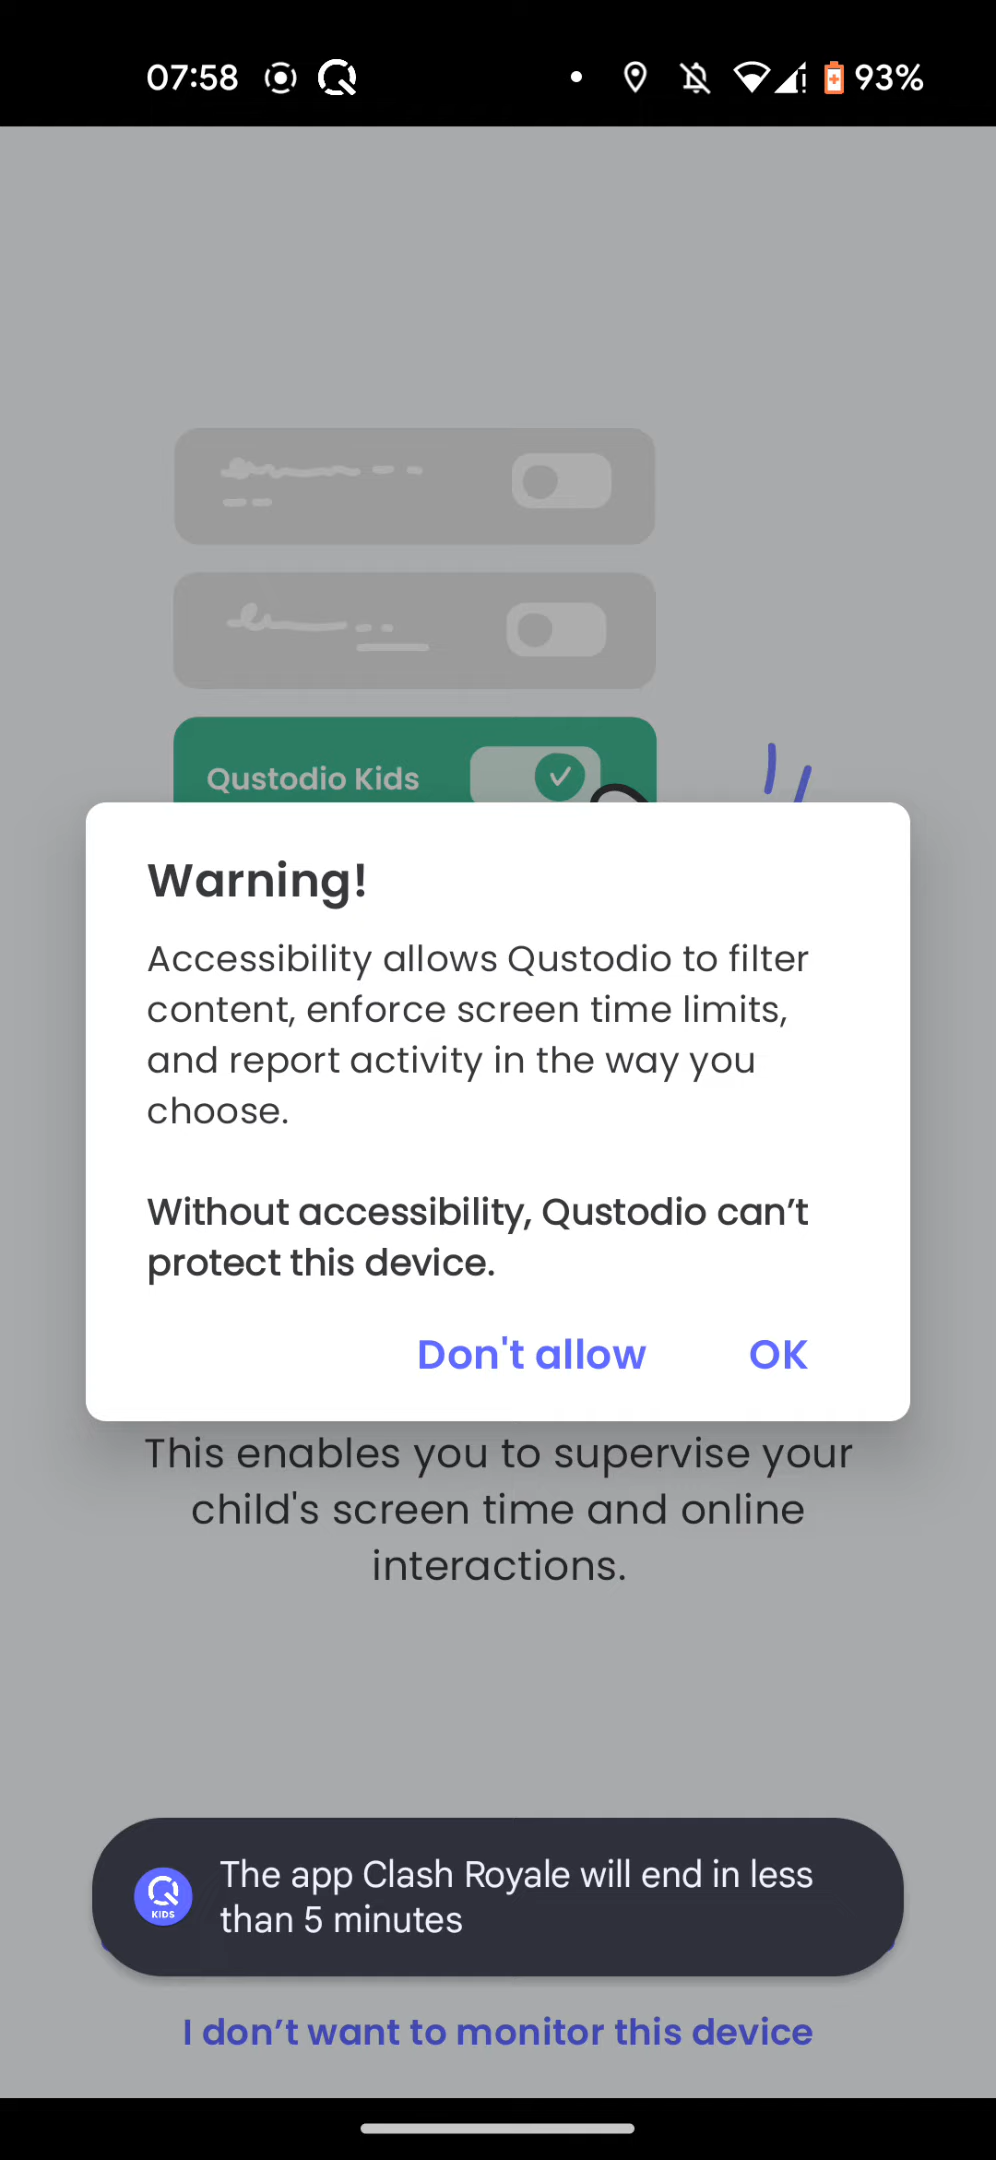 07:58
93%
Qustodio Kids
Warning!
Accessibility allows Qustodio to filter
content, enforce screen time limits,
and report activity in the way you
choose.
Without accessibility, Qustodio can’t
protect this device.
Don't allow
OK
This enables you to supervise your
child's screen time and online
interactions.
KIDS
The app Clash Royale will end in less
than 5 minutes
I don’t want to monitor this device